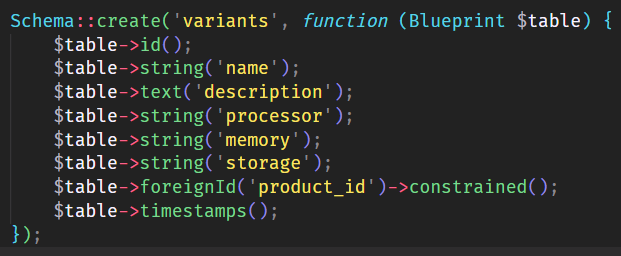 Schema::create('variants', function (Blueprint $table) {
    $table->id();
    $table->string('name');
    $table->text('description');
    $table->string('processor');
    $table->string('memory');
    $table->string('storage');
    $table->foreignId('product_id')->constrained();
    $table->timestamps();
});